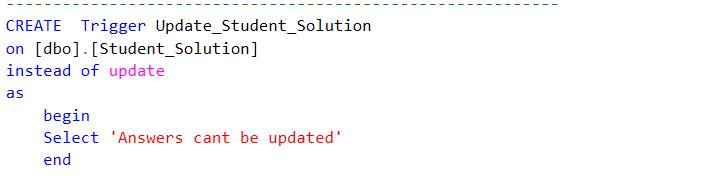 ---------------------------------------------------------
CREATE  Trigger Update_Student_Solution
on [dbo].[Student_Solution]
instead of update
as
    begin
    Select 'Answers cant be updated'
    end